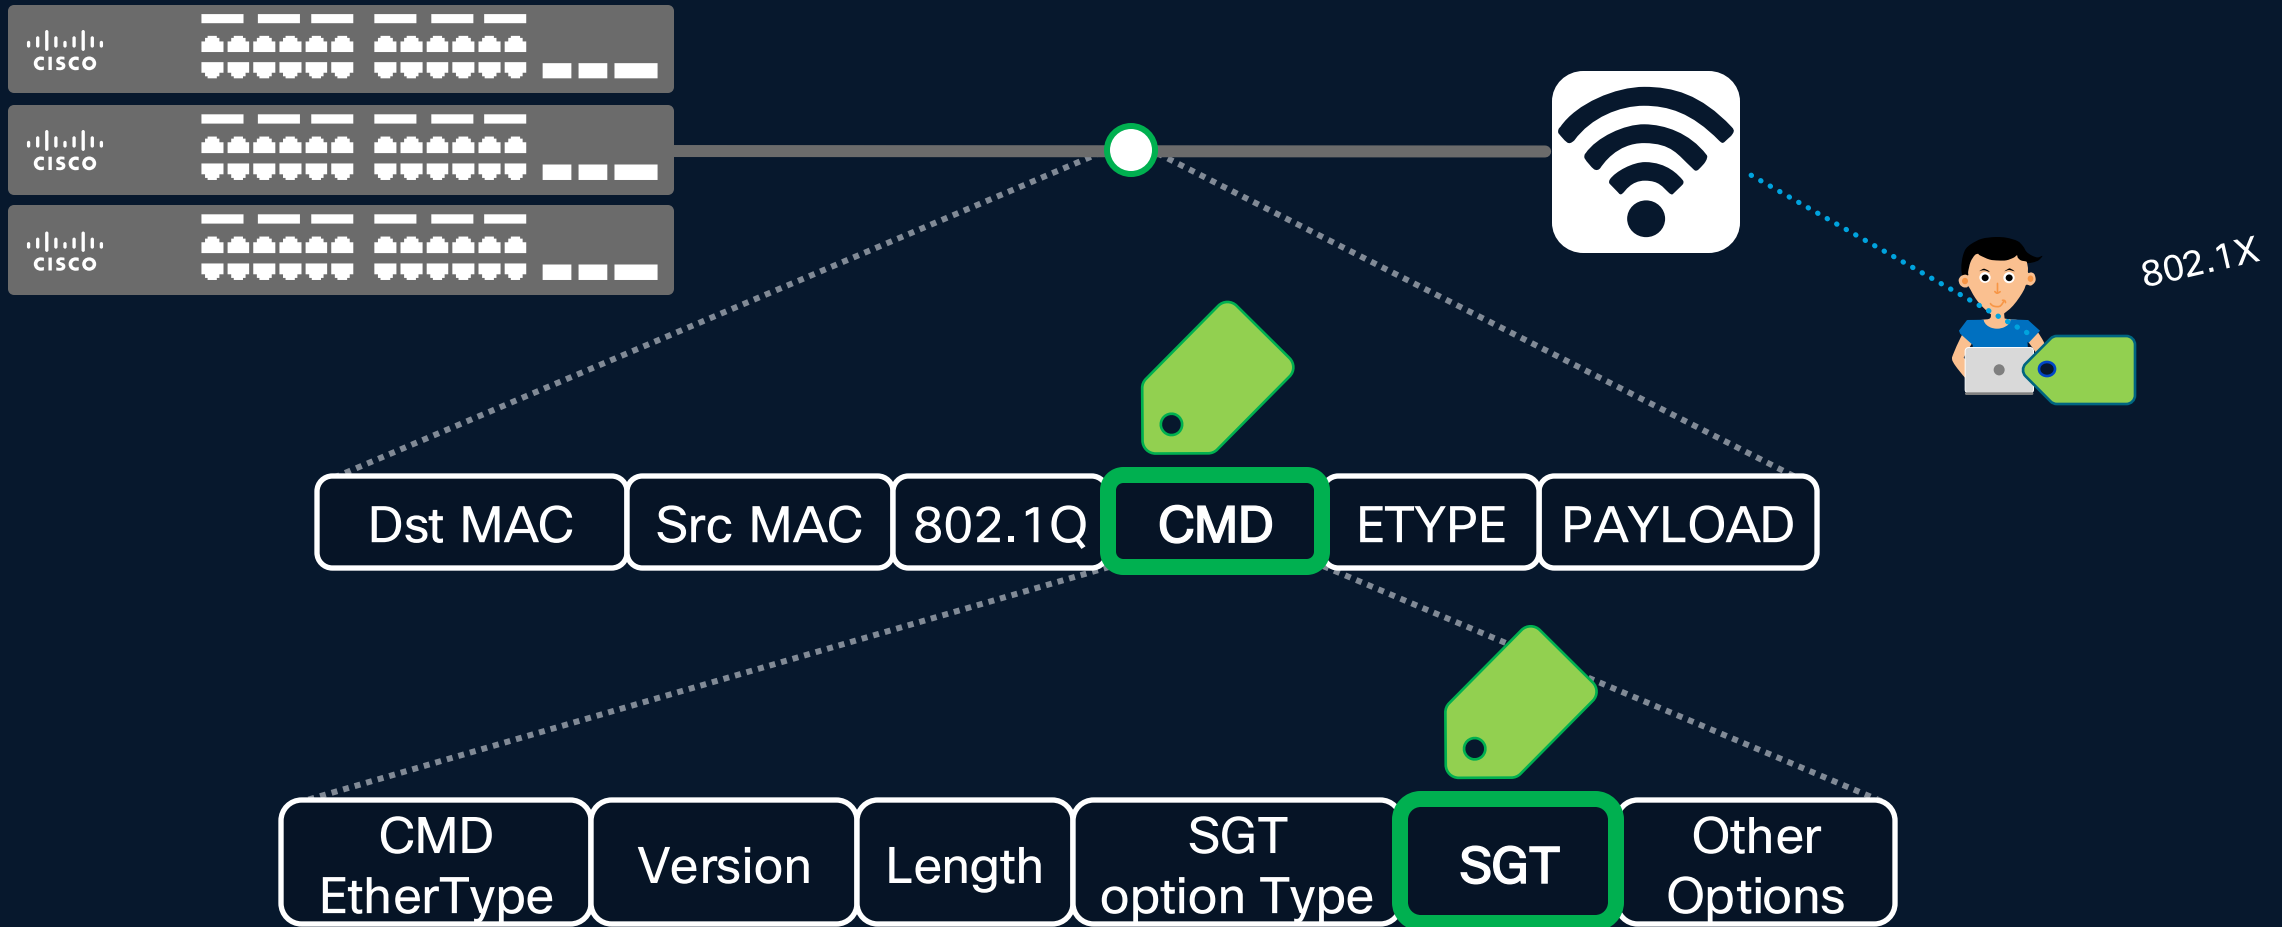 CISCO
CISCO
CISCO
802.1X
Dst MAC
Src MAC
802.1Q
CMD
ETYPE
PAYLOAD
CMD
EtherType
Version
Length
SGT
option Type
SGT
Other
Options